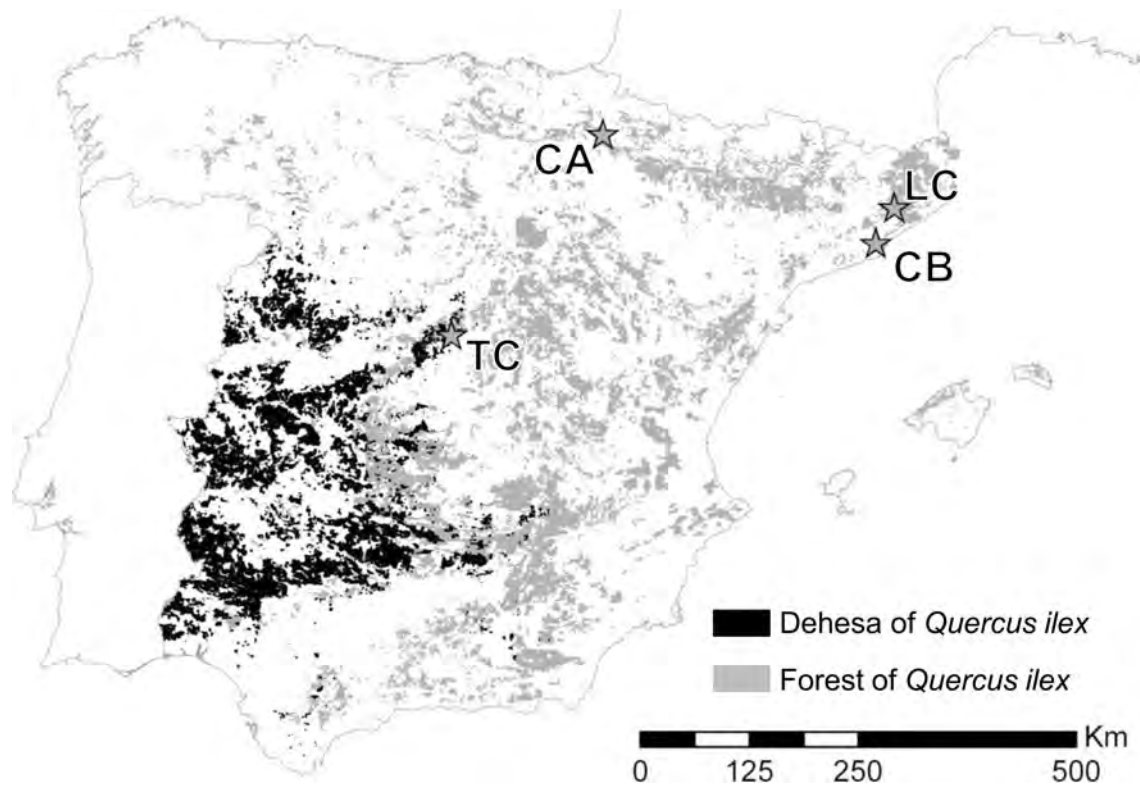 CA
LC
CB
TC
Dehesa of Quercus ilex
Forest of Quercus ilex
Km
0 125 250 500